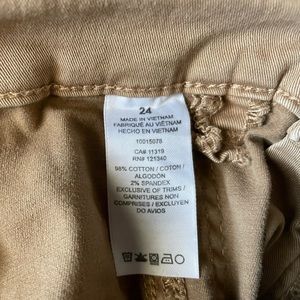 24
MADE IN VIETNAM
FABRIQUÉ AU VIÊTNAM
HECHO EN VIETNAM
10015078
CA# 11319
RN# 121340
98% COTTON / COTON /
ALGODÓN
2% SPANDEX
EXCLUSIVE OF TRIMS /
GARNITURES NON
COMPRISES / EXCLUYEN
DO AVIOS